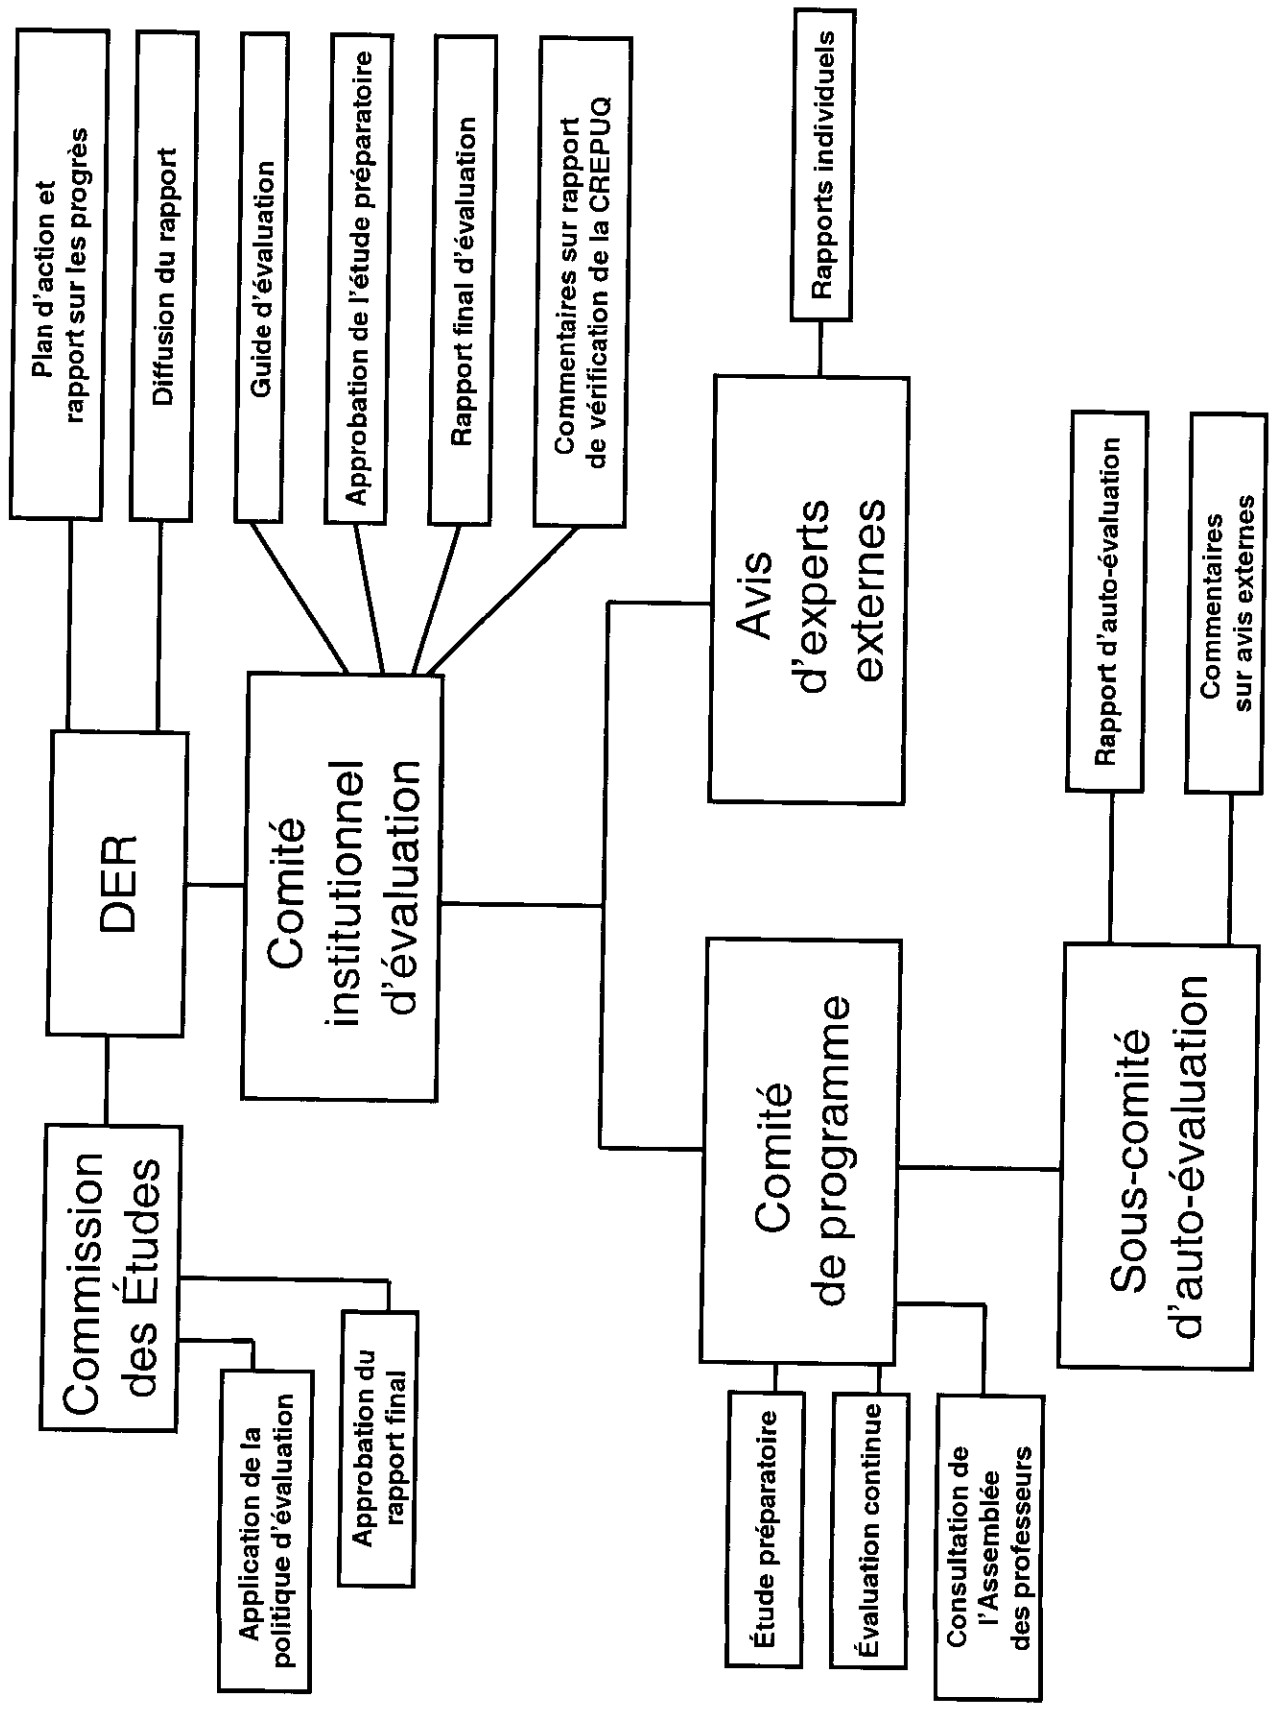 Commission
des Études
DER
Plan d'action et
rapport sur les progrès
Diffusion du rapport
Application de la
politique d'évaluation
Approbation du
rapport final
Comité
institutionnel
d'évaluation
Guide d'évaluation
Approbation de l'étude préparatoire
Rapport final d'évaluation
Commentaires sur rapport
de vérification de la CREPUQ
Comité
de programme
Étude préparatoire
Évaluation continue
Consultation de
l'Assemblée
des professeurs
Avis
d'experts
externes
Rapports individuels
Sous-comité
d'auto-évaluation
Rapport d'auto-évaluation
Commentaires
sur avis externes